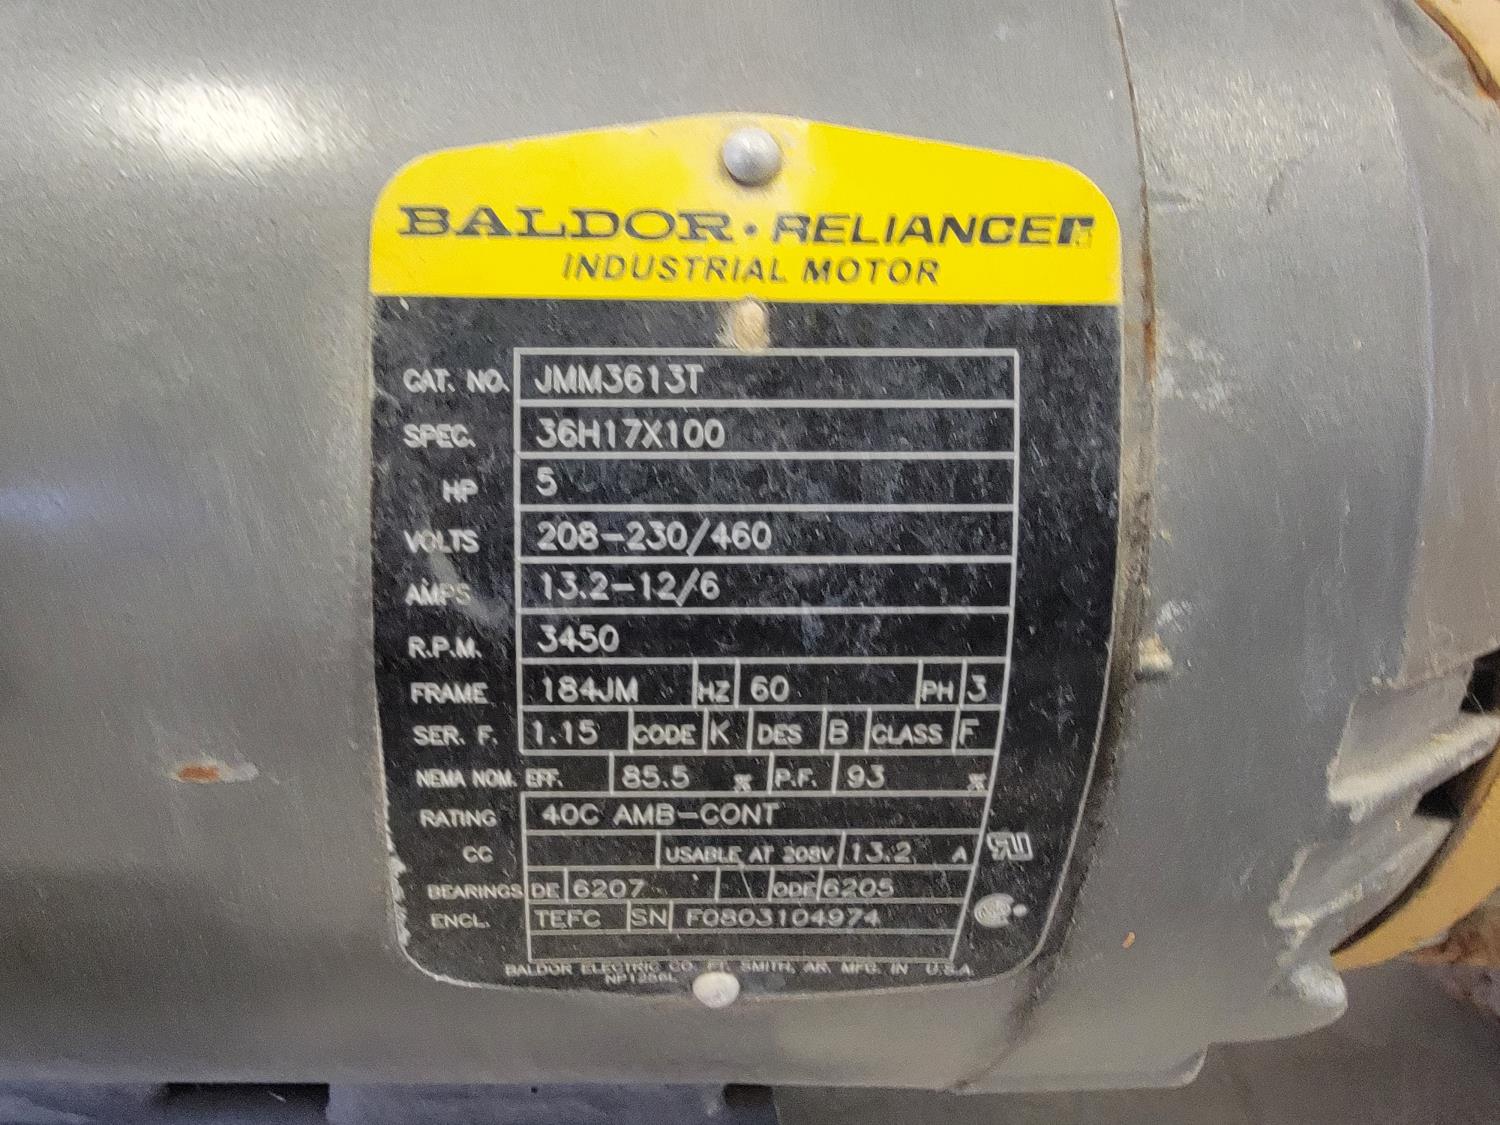 BALDOR • RELIANCE
INDUSTRIAL MOTOR
CAT. NO. JMM3613T
SPEC. 36H17X100
HP 5
VOLTS 208-230/460
AMPS 13.2-12/6
R.P.M. 3450
FRAME 184JM HZ 60 PH 3
SER. F. 1.15 CODE K DES B CLASS F
NEMA NOM. EFF. 85.5 % P.F. 93 %
RATING 40C AMB-CONT
CC USABLE AT 208V 13.2 A
BEARINGS DE 6207 ODE 6205
ENCL. TEFC SN F0803104974
BALDOR ELECTRIC CO. FT. SMITH, AR. MFG. IN U.S.A.
NP1256L